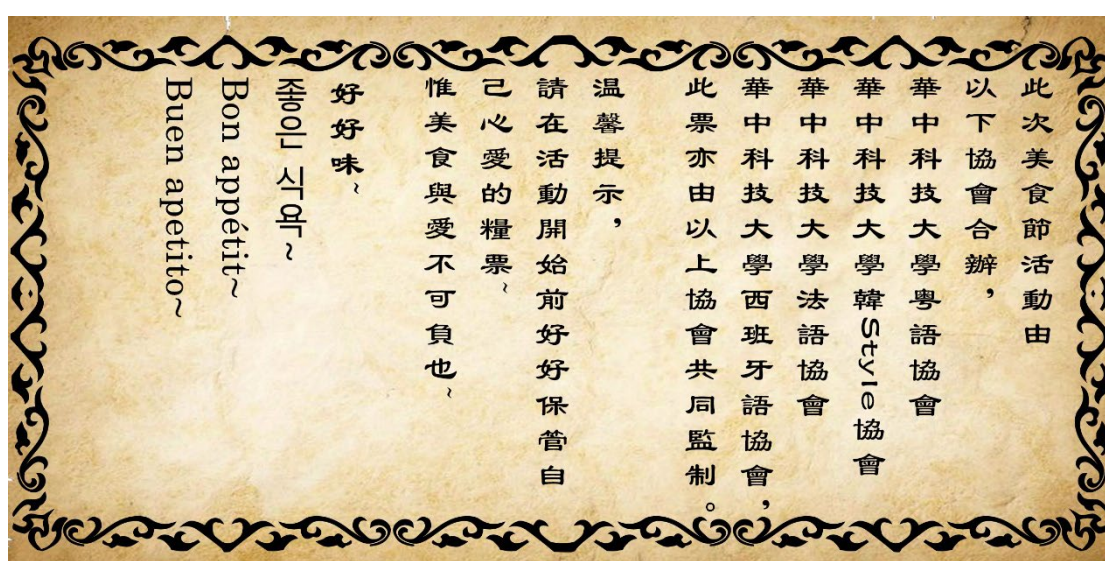 此次美食節活動由
以下協會合辦，
華中科技大學粵語協會
華中科技大學韓Style協會
華中科技大學法語協會
華中科技大學西班牙語協會，
此票亦由以上協會共同監制。
温馨提示，
請在活動開始前好好保管自
己心愛的糧票~
惟美食與愛不可負也~
好好味~
좋은 식욕~
Bon appétit~
Buen apetito~